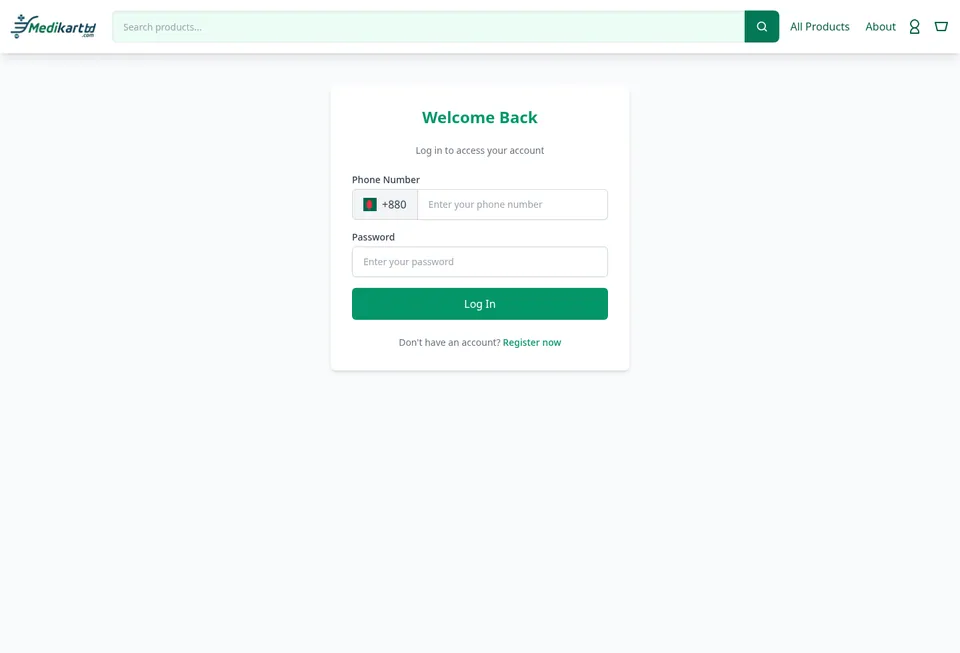 Medikartbd
.com
Search products...
All Products
About
Welcome Back
Log in to access your account
Phone Number
+880
Enter your phone number
Password
Enter your password
Log In
Don't have an account? Register now